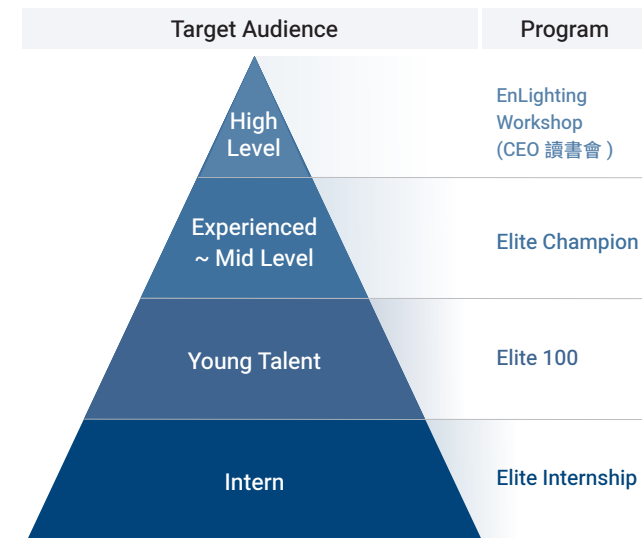 Target Audience
Program
High
Level
EnLighting
Workshop
(CEO 讀書會 )
Experienced
~ Mid Level
Elite Champion
Young Talent
Elite 100
Intern
Elite Internship